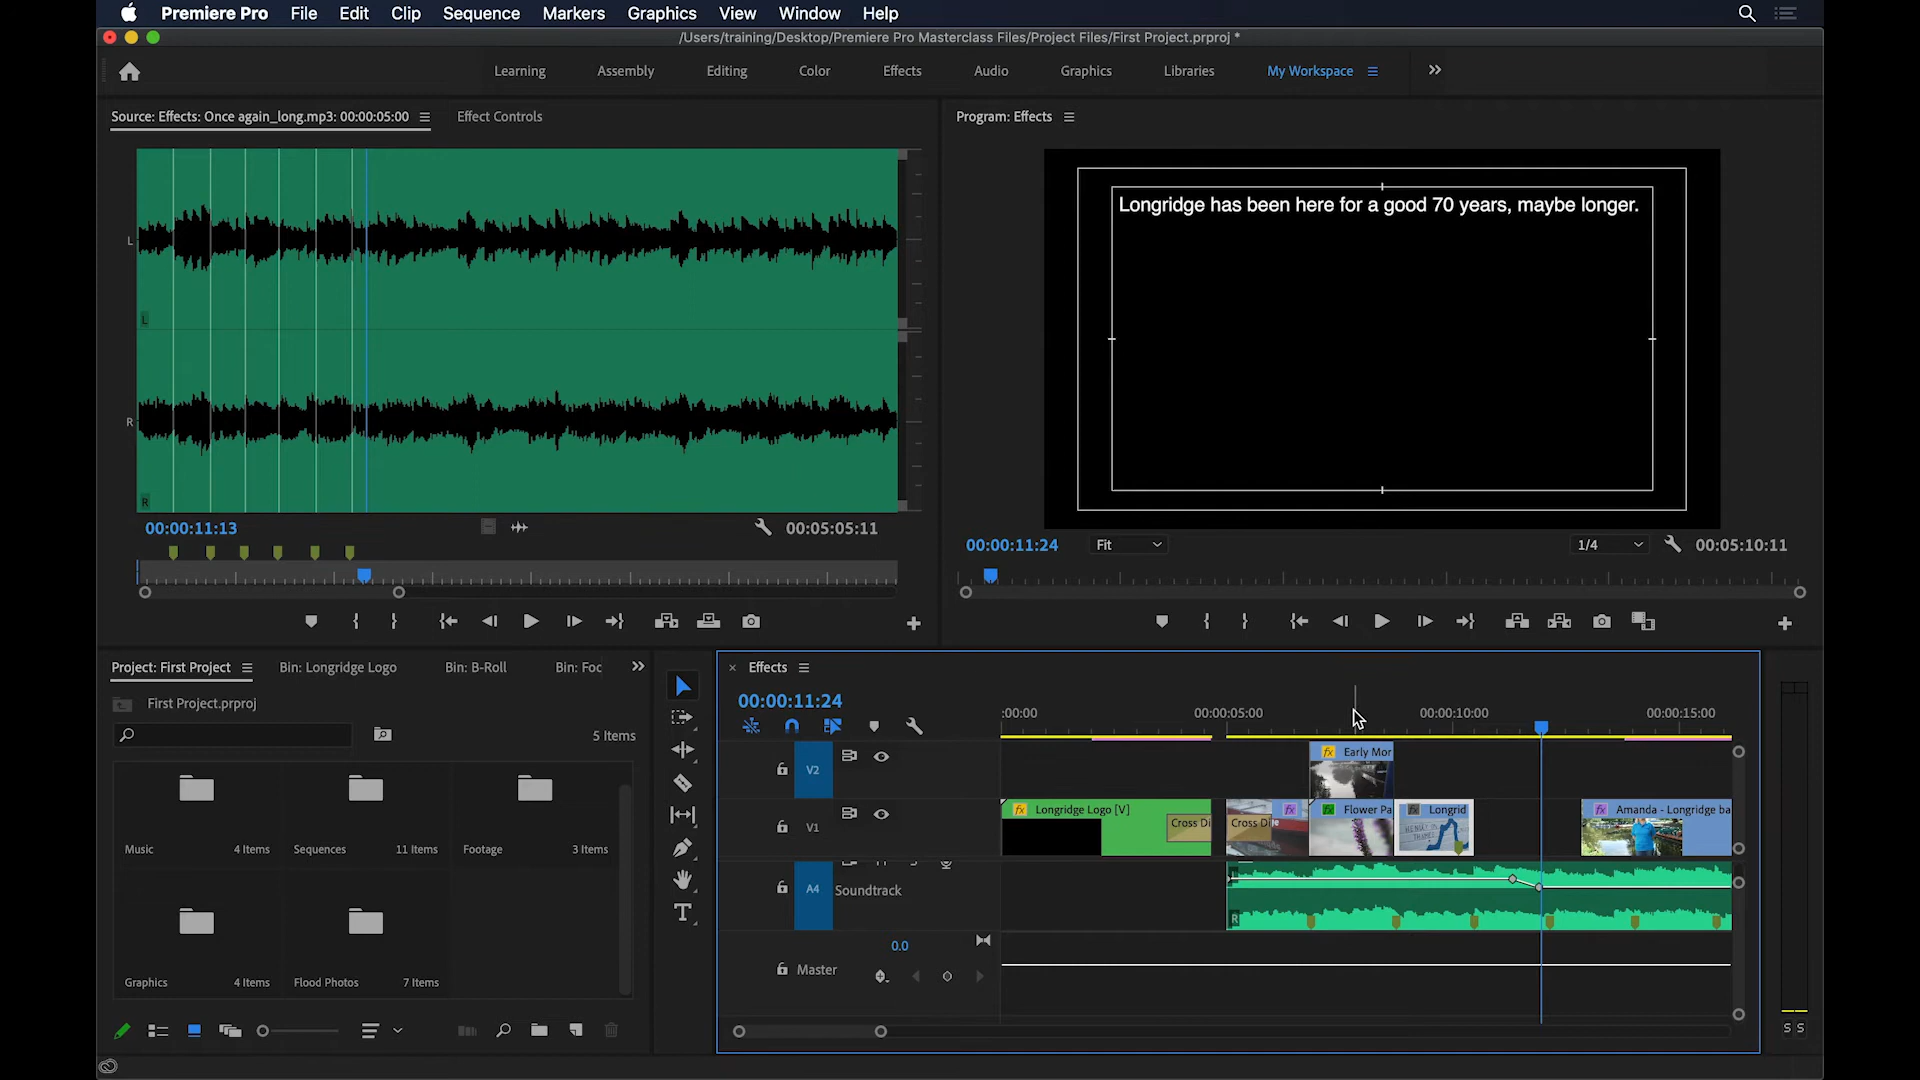 Premiere Pro File Edit Clip Sequence Markers Graphics View Window Help
/Users/training/Desktop/Premiere Pro Masterclass Files/Project Files/First Project.prproj *
Learning Assembly Editing Color Effects Audio Graphics Libraries My Workspace
Source: Effects: Once again_long.mp3: 00:00:05:00 Effect Controls
Program: Effects
Longridge has been here for a good 70 years, maybe longer.
L
L
R
R
00:00:11:13 00:05:05:11
00:00:11:24 Fit 1/4 00:05:10:11
Project: First Project Bin: Longridge Logo Bin: B-Roll Bin: Foc
Effects
First Project.prproj
00:00:11:24
:00:00 00:00:05:00 00:00:10:00 00:00:15:00
5 Items
V2 fx Early Mor
V1 fx Longridge Logo [V] Cross Di Cross Di fx fx Flower Pa fx Longrid fx Amanda - Longridge ba
Music 4 Items Sequences 11 Items Footage 3 Items
A4 Soundtrack
R
0.0
Master
Graphics 4 Items Flood Photos 7 Items
S S